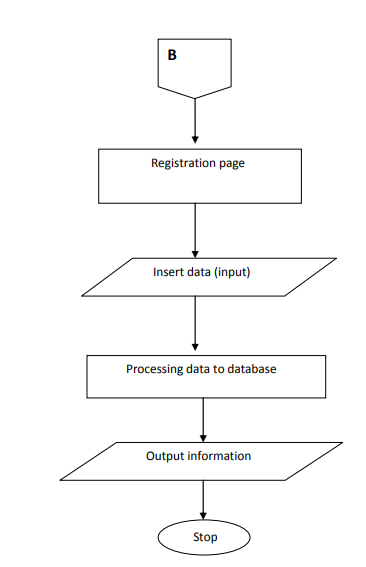 B
Registration page
Insert data (input)
Processing data to database
Output information
Stop